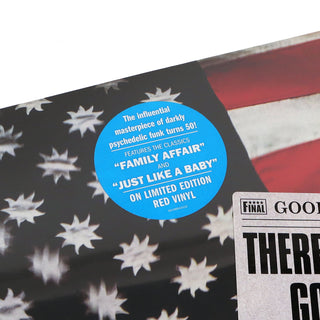 The influential
masterpiece of darkly
psychedelic funk turns 50!
FEATURES THE CLASSICS
"FAMILY AFFAIR"
AND
"JUST LIKE A BABY"
ON LIMITED EDITION
RED VINYL
FINAL
THERE
GO